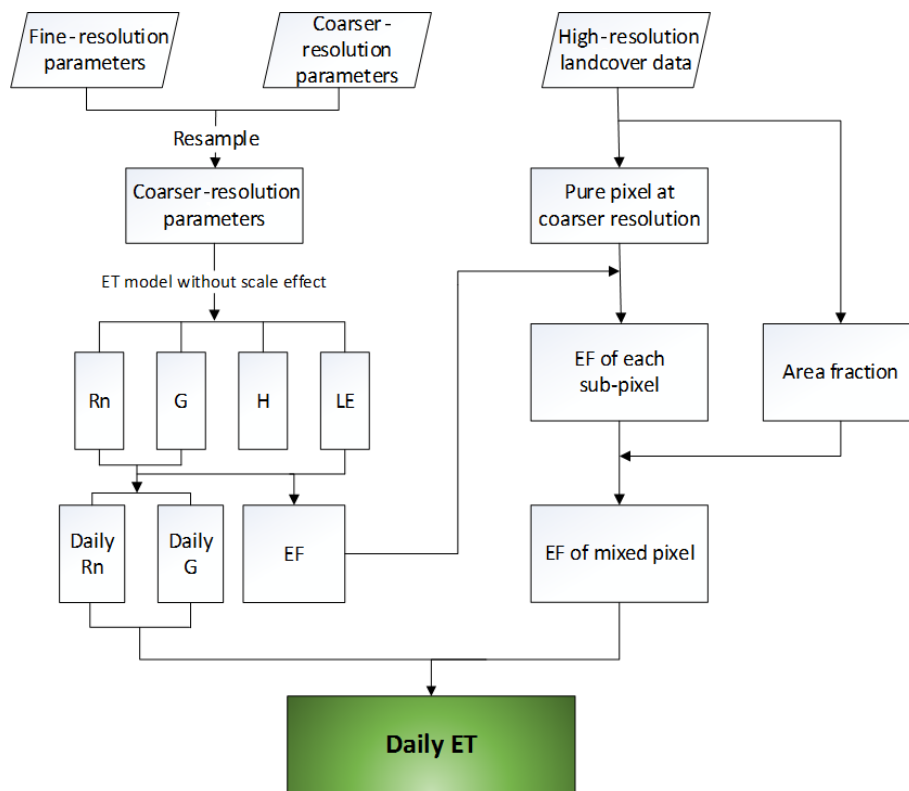 Fine-resolution
parameters
Coarser-
resolution
parameters
High-resolution
landcover data
Resample
Coarser-resolution
parameters
Pure pixel at
coarser resolution
ET model without scale effect
Rn
G
H
LE
EF of each
sub-pixel
Area fraction
Daily
Rn
Daily
G
EF
EF of mixed pixel
Daily ET